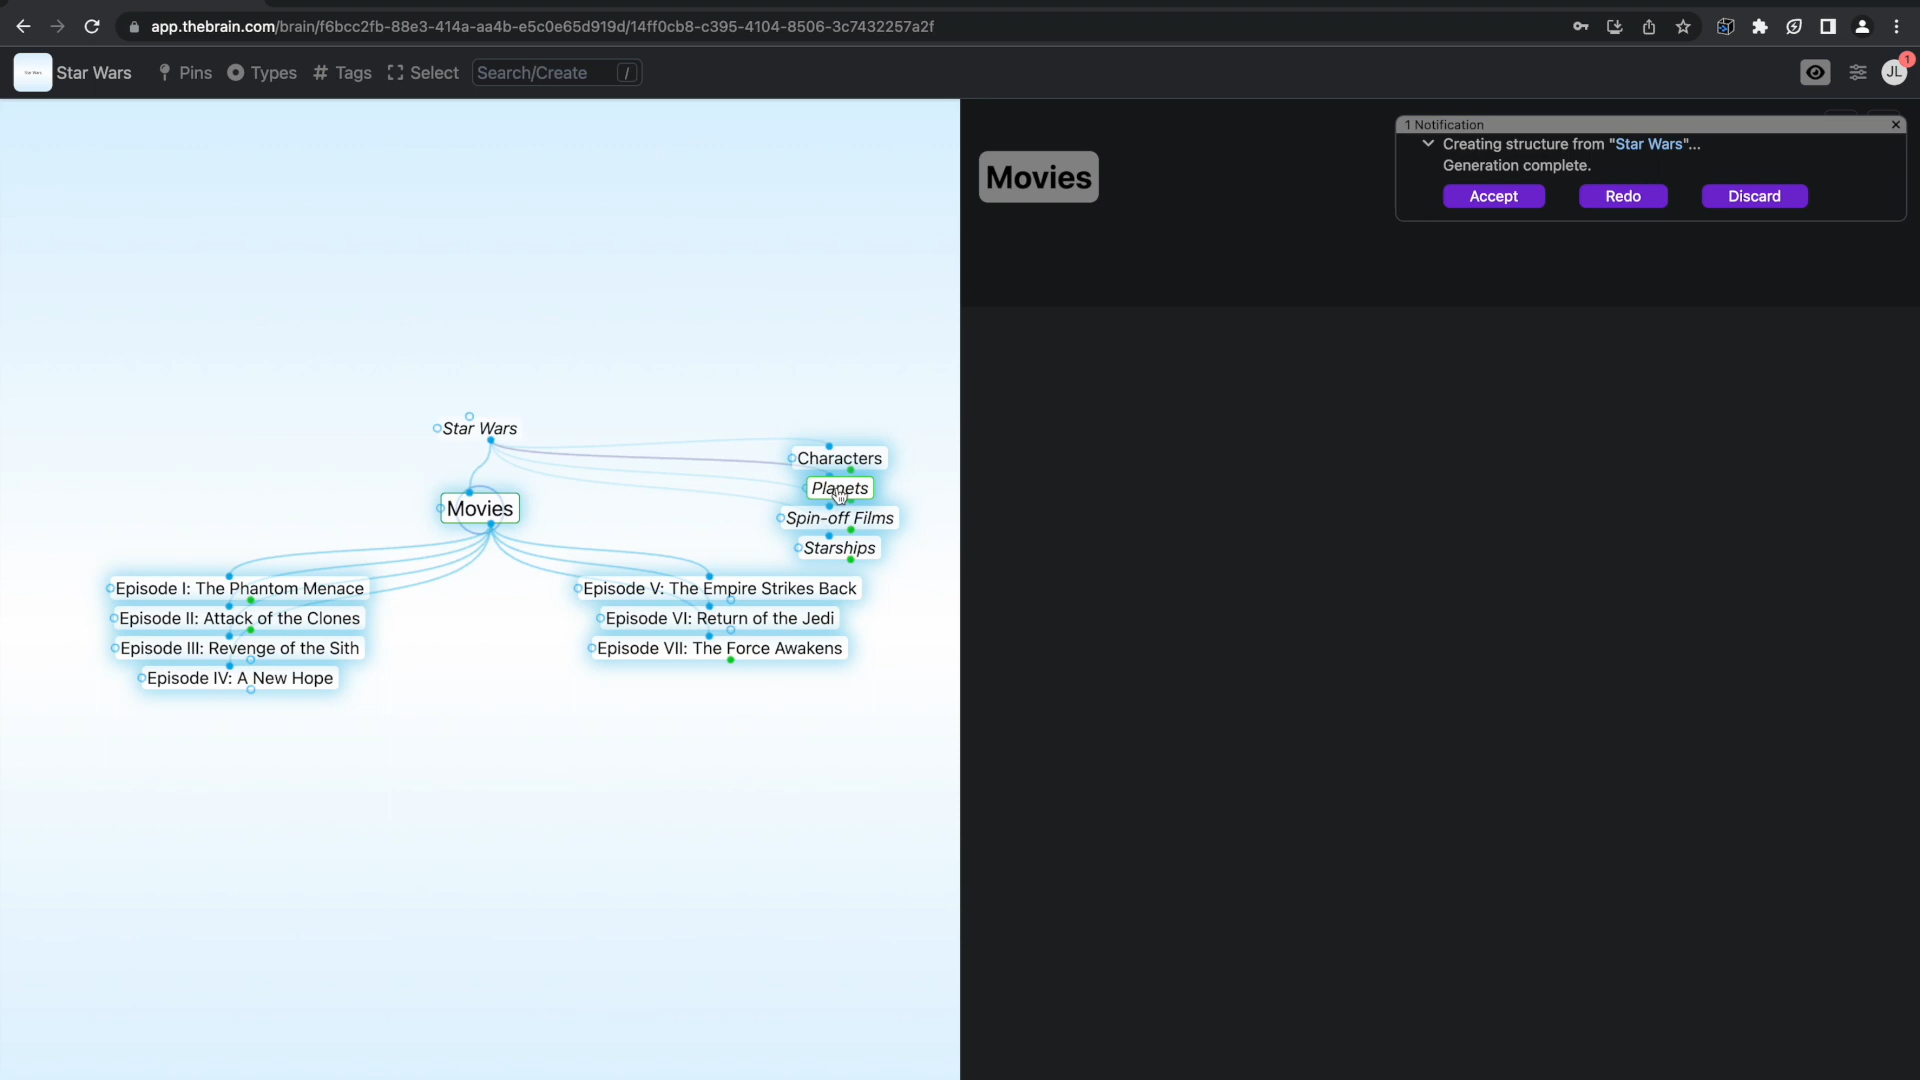 app.thebrain.com/brain/f6bcc2fb-88e3-414a-aa4b-e5c0e65d919d/14ff0cb8-c395-4104-8506-3c7432257a2f
Star Wars
Star Wars
Pins
Types
# Tags
Select
Search/Create
/
JL
1
Star Wars
Characters
Planets
Spin-off Films
Starships
Movies
Episode I: The Phantom Menace
Episode II: Attack of the Clones
Episode III: Revenge of the Sith
Episode IV: A New Hope
Episode V: The Empire Strikes Back
Episode VI: Return of the Jedi
Episode VII: The Force Awakens
Movies
1 Notification
Creating structure from "Star Wars"...
Generation complete.
Accept
Redo
Discard